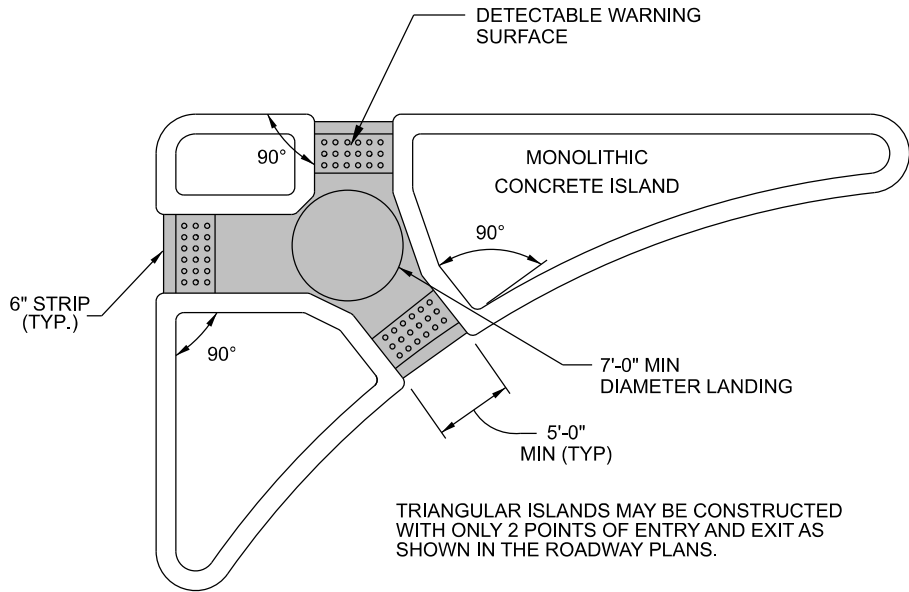 DETECTABLE WARNING
SURFACE
90°
MONOLITHIC
CONCRETE ISLAND
90°
6" STRIP
(TYP.)
90°
7'-0" MIN
DIAMETER LANDING
5'-0"
MIN (TYP)
TRIANGULAR ISLANDS MAY BE CONSTRUCTED
WITH ONLY 2 POINTS OF ENTRY AND EXIT AS
SHOWN IN THE ROADWAY PLANS.